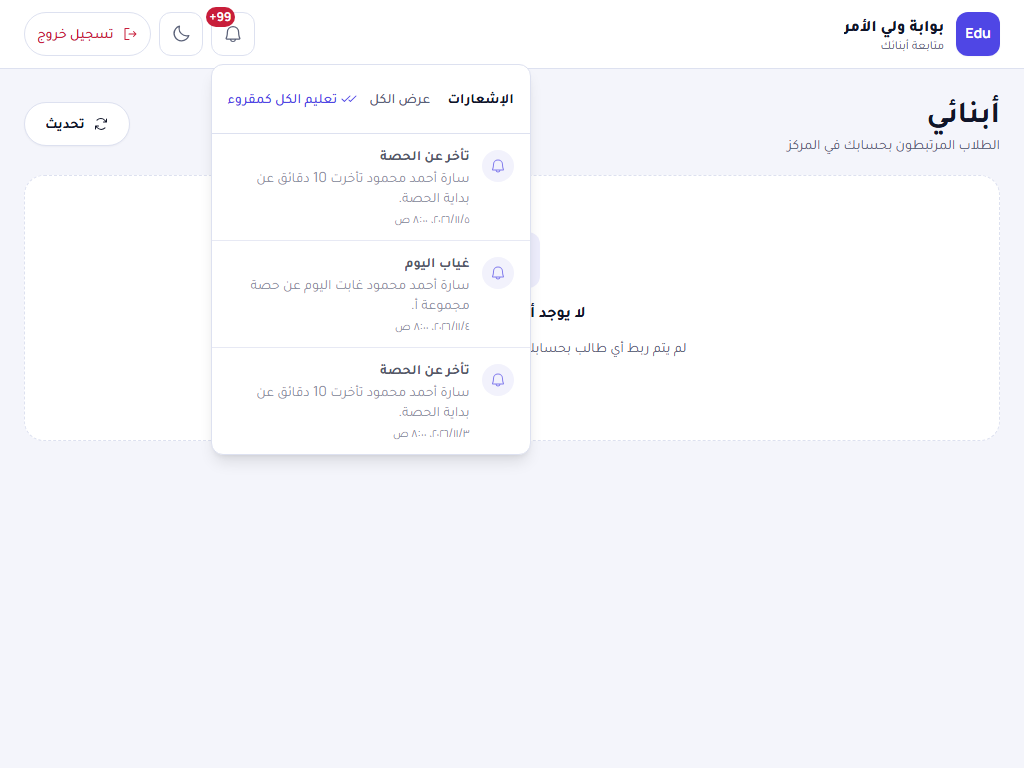 Edu
بوابة ولي الأمر
متابعة أبنائك
99+
تسجيل خروج
أبنائي
الطلاب المرتبطون بحسابك في المركز
تحديث
الإشعارات
عرض الكل
تعليم الكل كمقروء
تأخر عن الحصة
سارة أحمد محمود تأخرت 10 دقائق عن
بداية الحصة.
٢٠٢٦/١١/٥، ٨:٠٠ ص
غياب اليوم
سارة أحمد محمود غابت اليوم عن حصة
مجموعة أ.
٢٠٢٦/١١/٤، ٨:٠٠ ص
تأخر عن الحصة
سارة أحمد محمود تأخرت 10 دقائق عن
بداية الحصة.
٢٠٢٦/١١/٣، ٨:٠٠ ص
لا يوجد
لم يتم ربط أي طالب